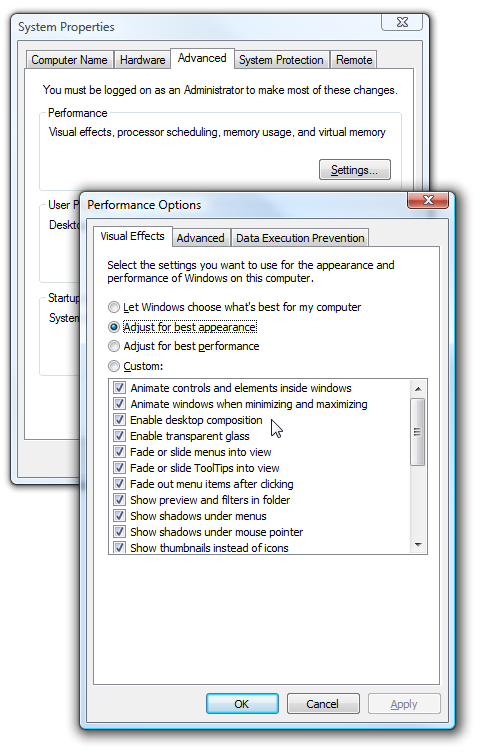 System Properties
Computer Name Hardware Advanced System Protection Remote
You must be logged on as an Administrator to make most of these changes.
Performance
Visual effects, processor scheduling, memory usage, and virtual memory
Settings...
User P
Deskto
Startup
System
Performance Options
Visual Effects Advanced Data Execution Prevention
Select the settings you want to use for the appearance and
performance of Windows on this computer.
Let Windows choose what's best for my computer
Adjust for best appearance
Adjust for best performance
Custom:
Animate controls and elements inside windows
Animate windows when minimizing and maximizing
Enable desktop composition
Enable transparent glass
Fade or slide menus into view
Fade or slide ToolTips into view
Fade out menu items after clicking
Show preview and filters in folder
Show shadows under menus
Show shadows under mouse pointer
Show thumbnails instead of icons
OK Cancel Apply